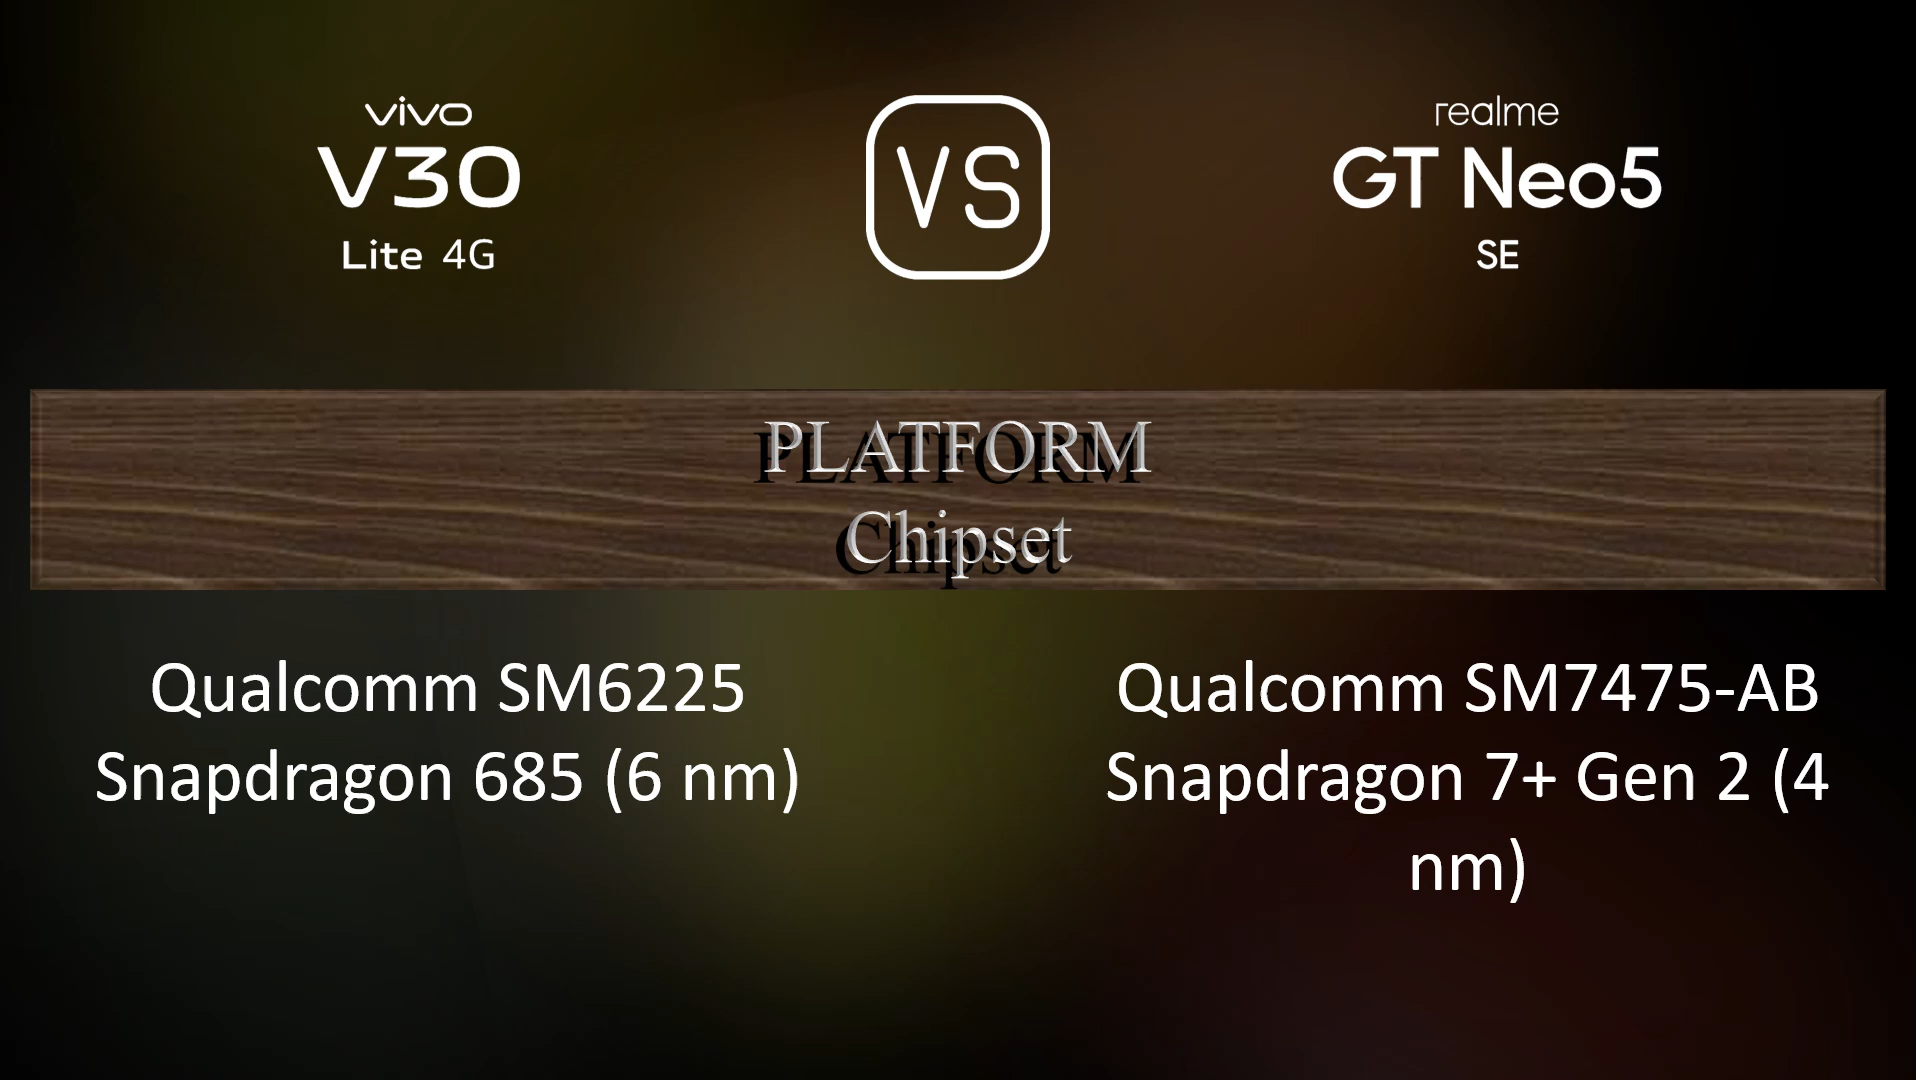 vivo
V30
Lite 4G
VS
realme
GT Neo5
SE
PLATFORM
Chipset
Qualcomm SM6225
Snapdragon 685 (6 nm)
Qualcomm SM7475-AB
Snapdragon 7+ Gen 2 (4
nm)